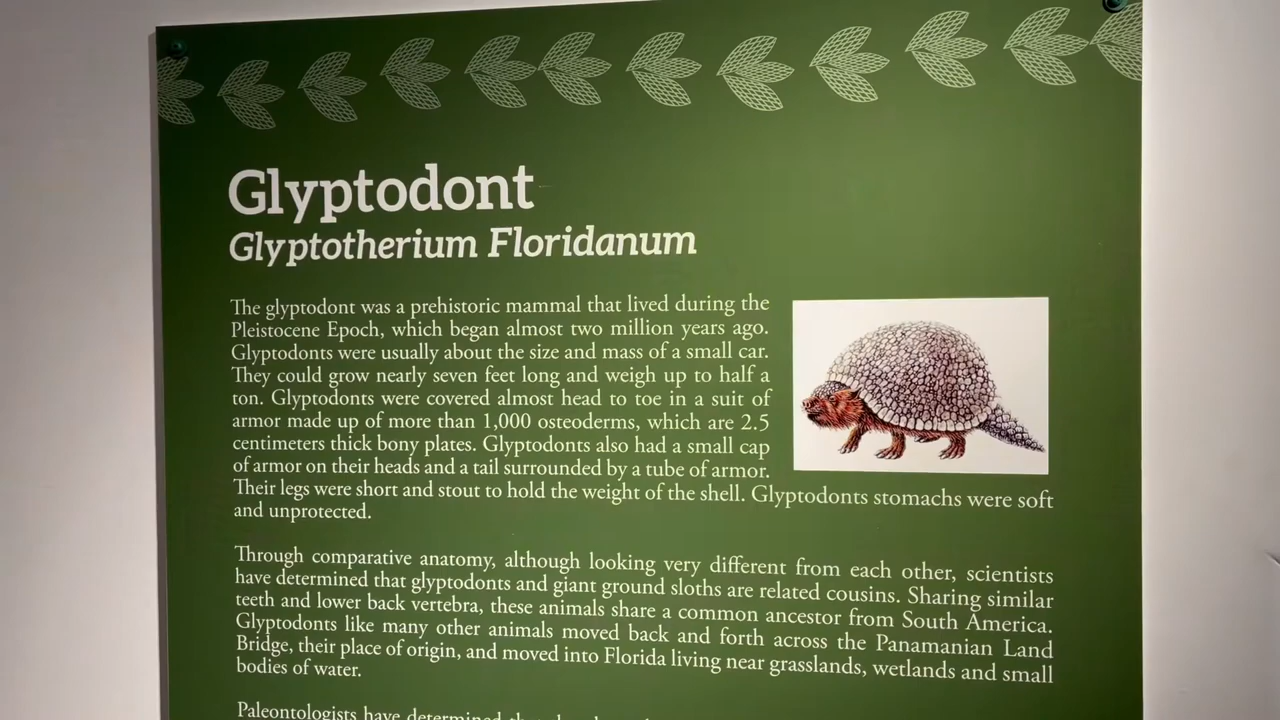 Glyptodont
Glyptotherium Floridanum
The glyptodont was a prehistoric mammal that lived during the
Pleistocene Epoch, which began almost two million years ago.
Glyptodonts were usually about the size and mass of a small car.
They could grow nearly seven feet long and weigh up to half a
ton. Glyptodonts were covered almost head to toe in a suit of
armor made up of more than 1,000 osteoderms, which are 2.5
centimeters thick bony plates. Glyptodonts also had a small cap
of armor on their heads and a tail surrounded by a tube of armor.
Their legs were short and stout to hold the weight of the shell. Glyptodonts stomachs were soft
and unprotected.
Through comparative anatomy, although looking very different from each other, scientists
have determined that glyptodonts and giant ground sloths are related cousins. Sharing similar
teeth and lower back vertebra, these animals share a common ancestor from South America.
Glyptodonts like many other animals moved back and forth across the Panamanian Land
Bridge, their place of origin, and moved into Florida living near grasslands, wetlands and small
bodies of water.
Paleontologists have determined